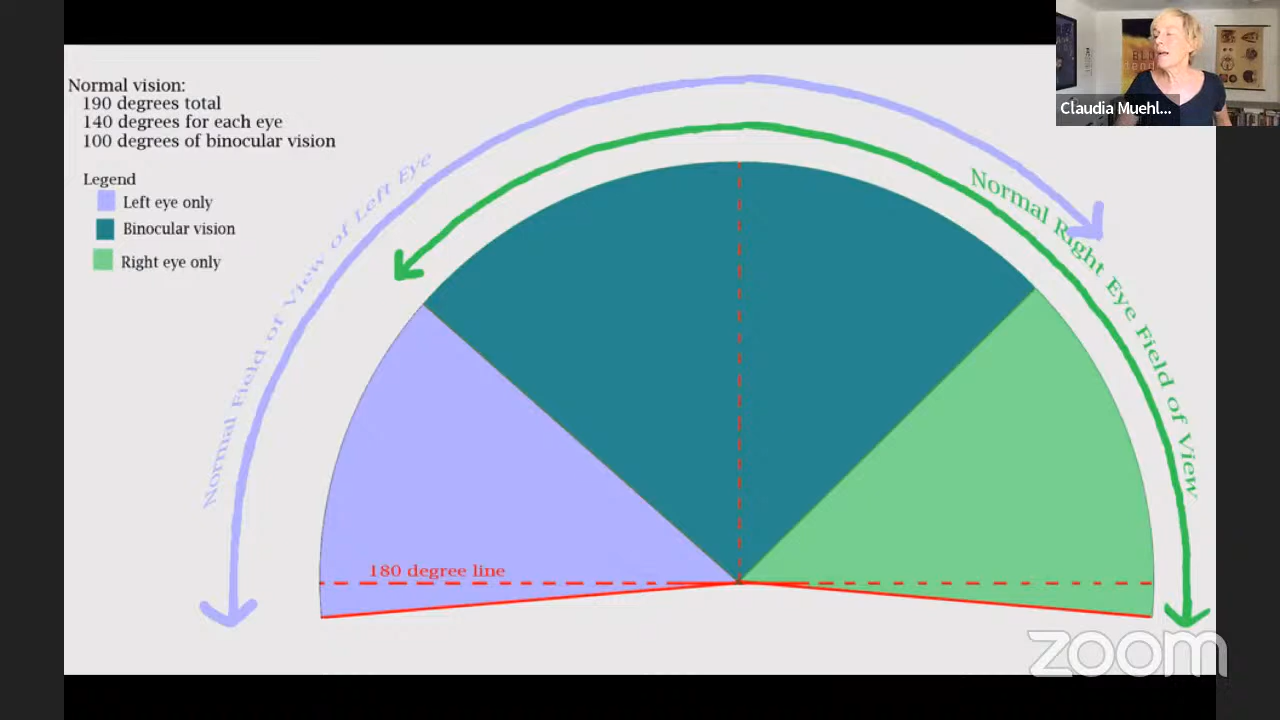 Normal vision:
190 degrees total
140 degrees for each eye
100 degrees of binocular vision
Legend
Left eye only
Binocular vision
Right eye only
Normal Field of View of Left Eye
Normal Right Eye Field of View
180 degree line
Claudia Muehl...
zoom